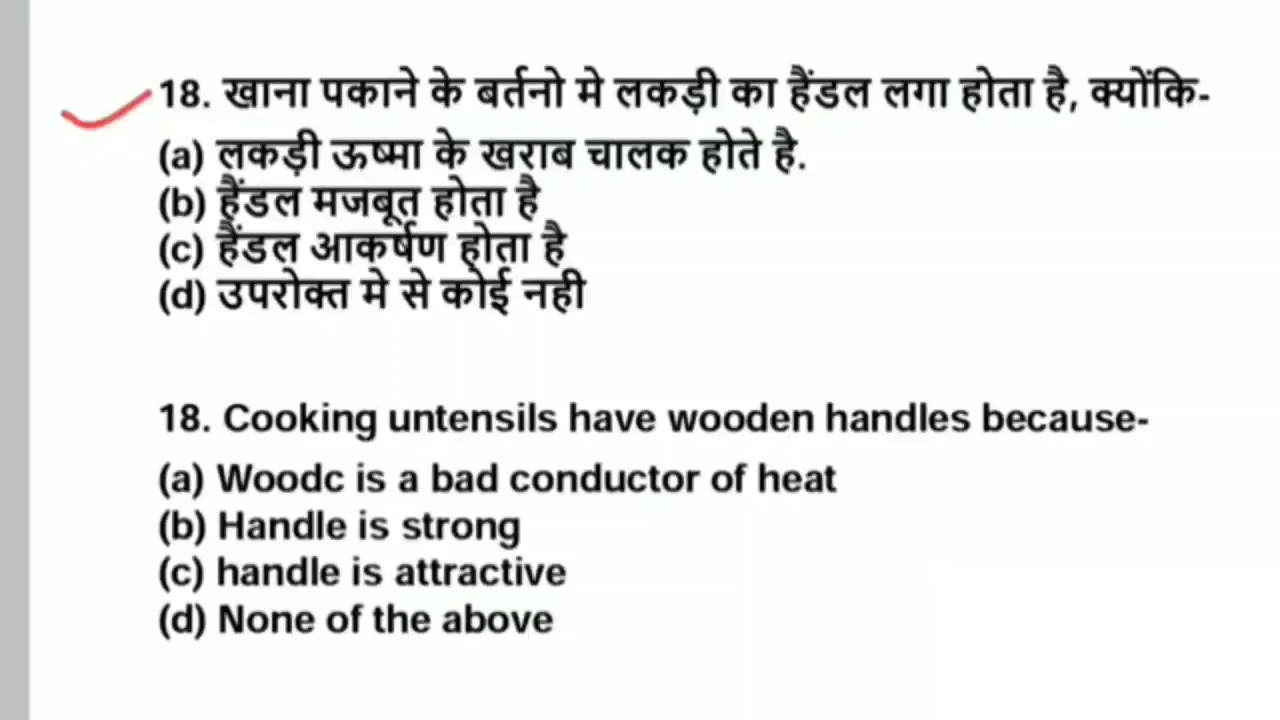 18. खाना पकाने के बर्तनो मे लकड़ी का हैंडल लगा होता है, क्योंकि-
(a) लकड़ी ऊष्मा के खराब चालक होते है.
(b) हैंडल मजबूत होता है
(c) हैंडल आकर्षण होता है
(d) उपरोक्त मे से कोई नही
18. Cooking untensils have wooden handles because-
(a) Woodc is a bad conductor of heat
(b) Handle is strong
(c) handle is attractive
(d) None of the above